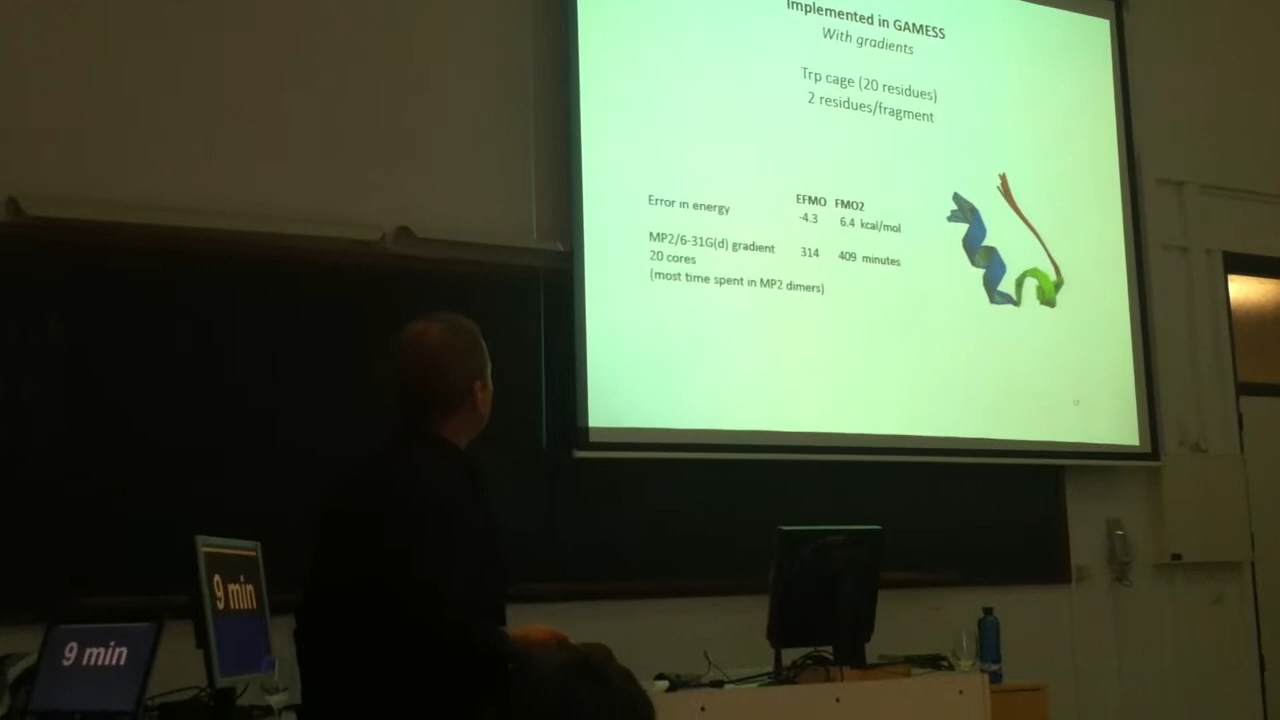 Implemented in GAMESS
With gradients
Trp cage (20 residues)
2 residues/fragment
EFMO FMO2
Error in energy -4.3 6.4 kcal/mol
MP2/6-31G(d) gradient 314 409 minutes
20 cores
(most time spent in MP2 dimers)
9 min
9 min